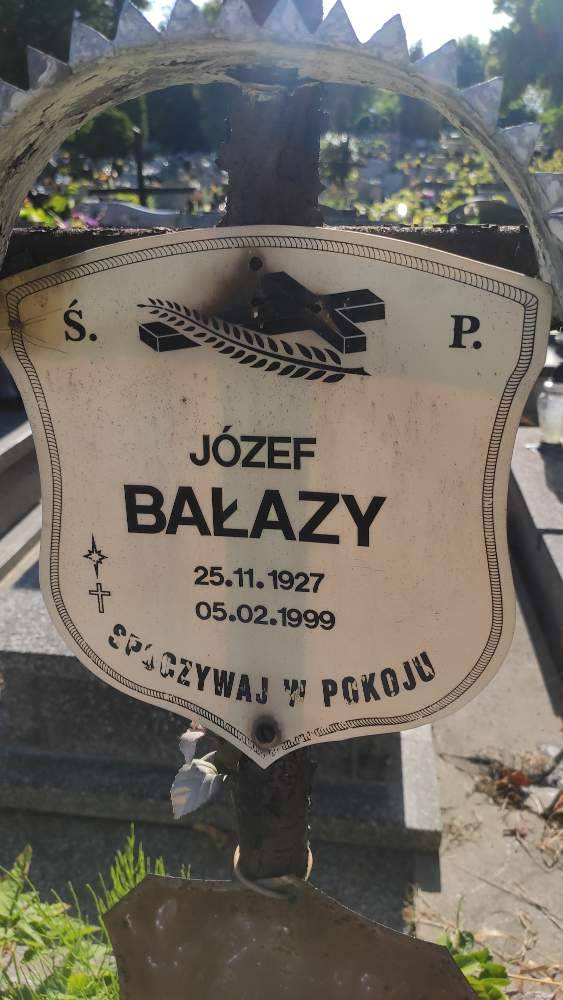 Ś. P.
JÓZEF
BAŁAZY
25.11.1927
05.02.1999
SPOCZYWAJ W POKOJU